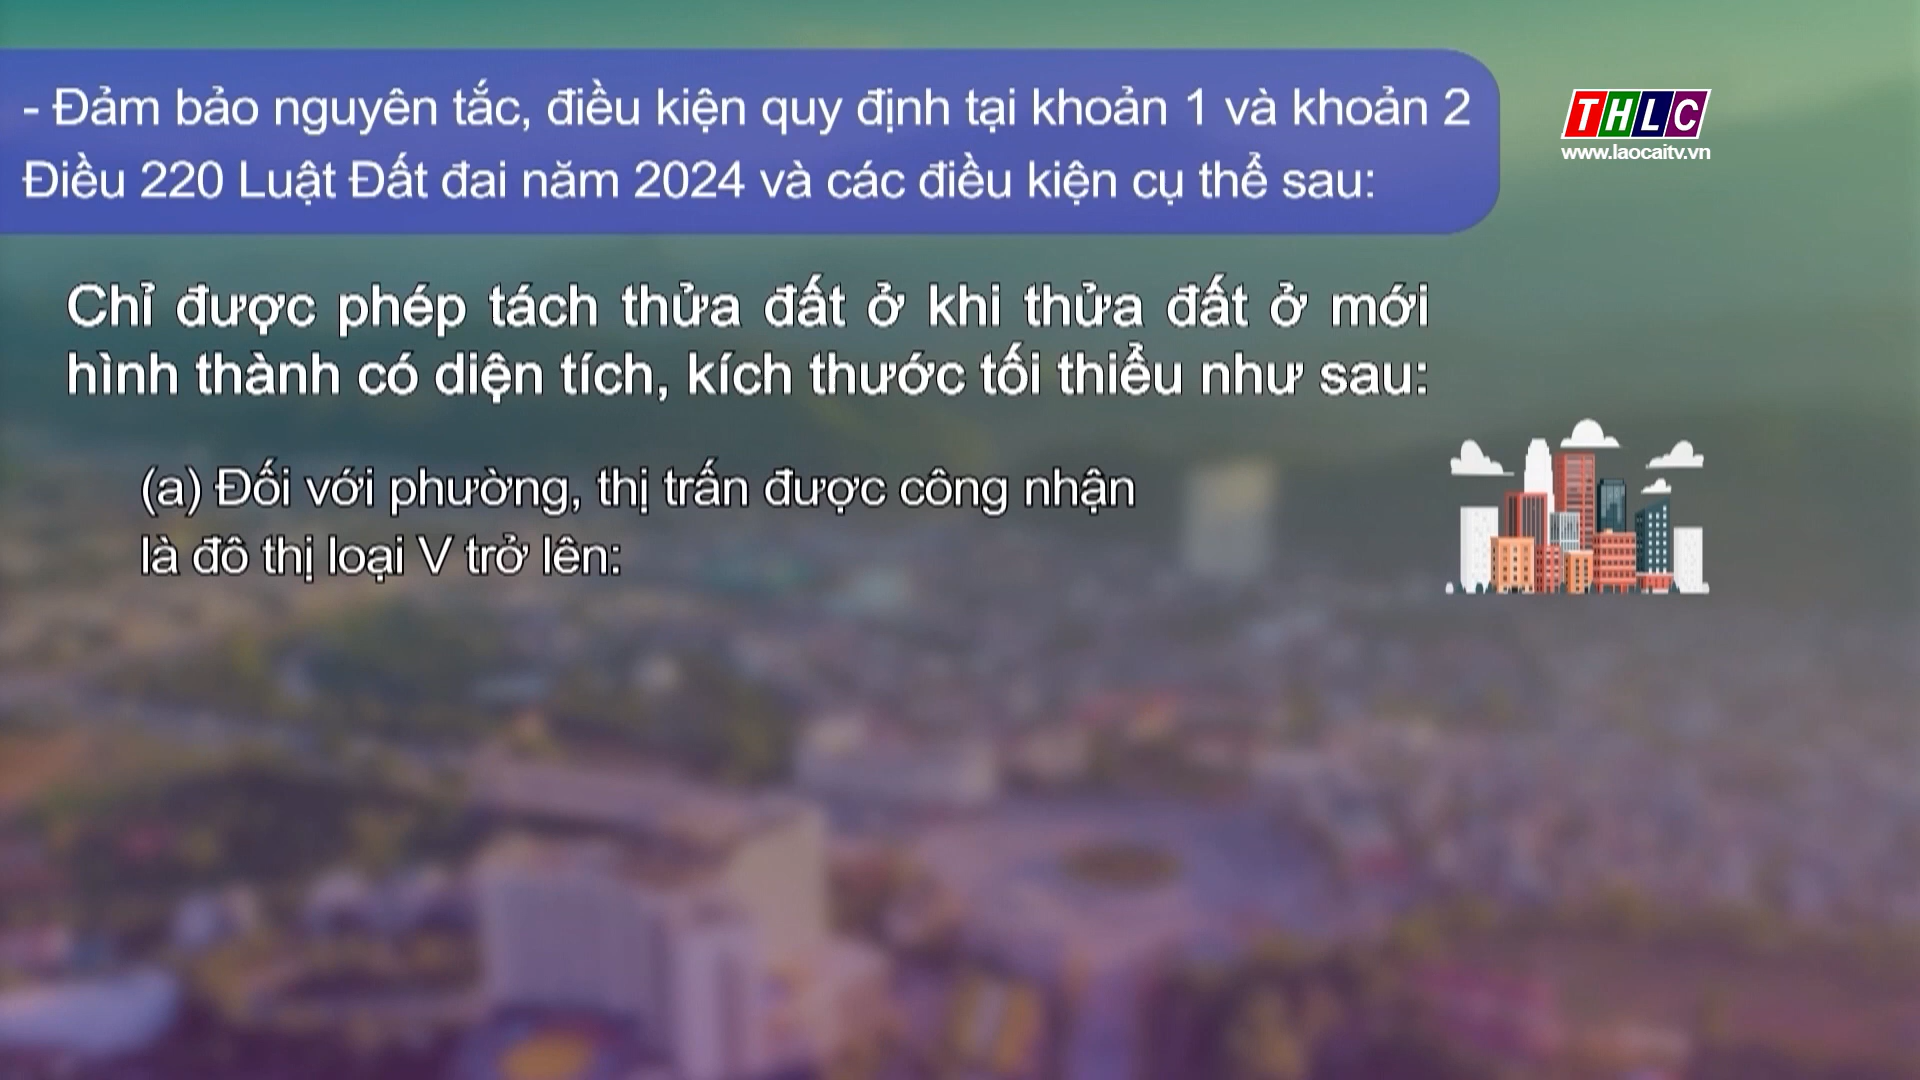 - Đảm bảo nguyên tắc, điều kiện quy định tại khoản 1 và khoản 2
Điều 220 Luật Đất đai năm 2024 và các điều kiện cụ thể sau:
THLC
www.laocaitv.vn
Chỉ được phép tách thửa đất ở khi thửa đất ở mới
hình thành có diện tích, kích thước tối thiểu như sau:
(a) Đối với phường, thị trấn được công nhận
là đô thị loại V trở lên: